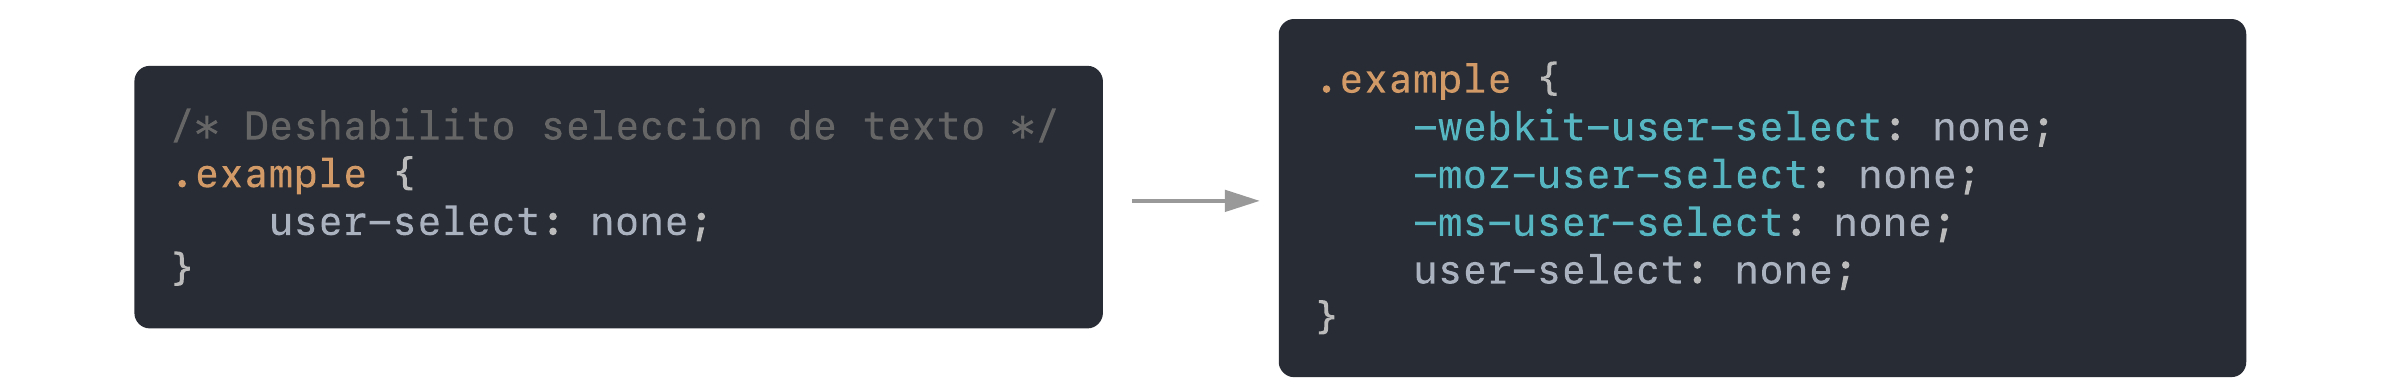 /* Deshabilito seleccion de texto */
.example {
    user-select: none;
}
.example {
    -webkit-user-select: none;
    -moz-user-select: none;
    -ms-user-select: none;
    user-select: none;
}